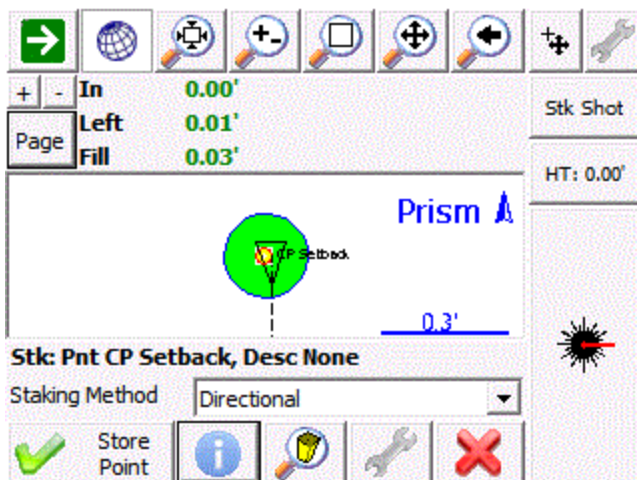 + - In 0.00'
Left 0.01'
Page
Fill 0.03'
Stk Shot
HT: 0.00'
Prism
CP Setback
0.3'
Stk: Pnt CP Setback, Desc None
Staking Method Directional
Store
Point